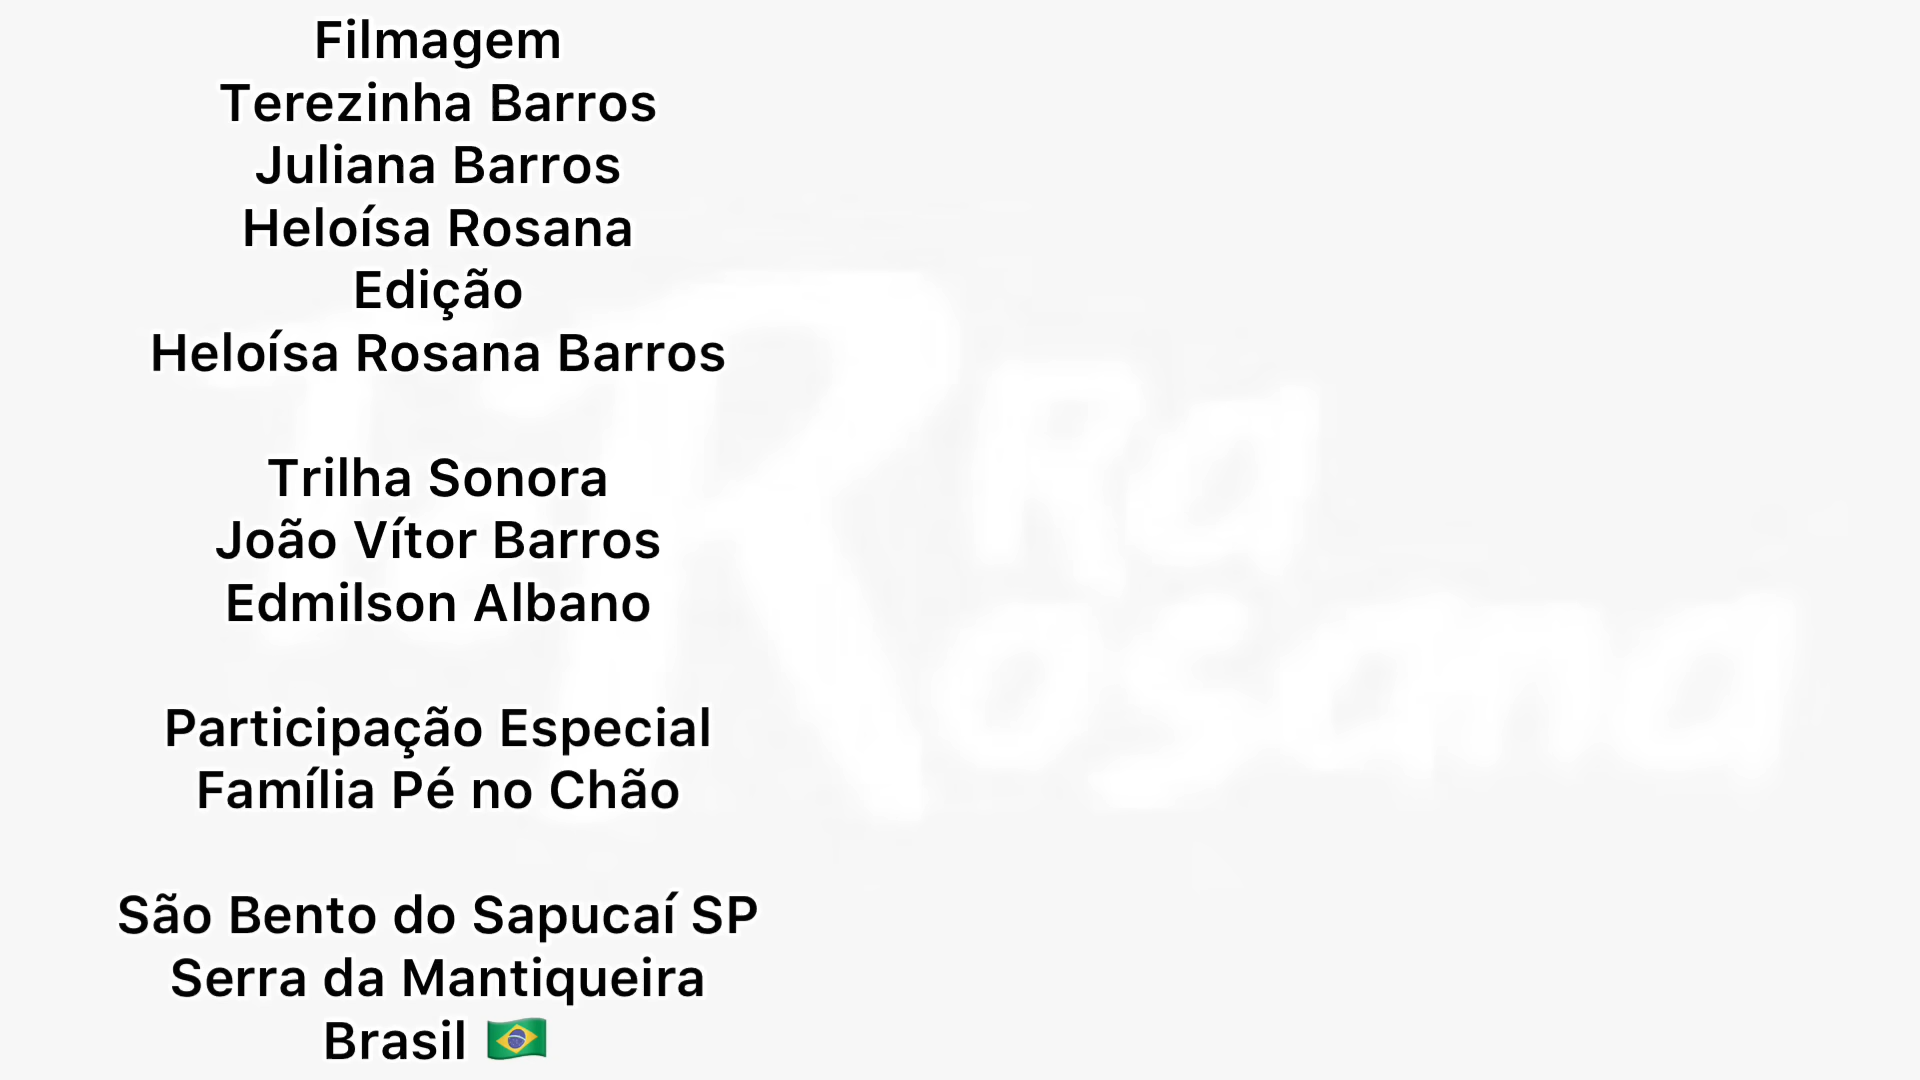 Filmagem
Terezinha Barros
Juliana Barros
Heloísa Rosana
Edição
Heloísa Rosana Barros
Trilha Sonora
João Vítor Barros
Edmilson Albano
Participação Especial
Família Pé no Chão
São Bento do Sapucaí SP
Serra da Mantiqueira
Brasil 🇧🇷
Rosana